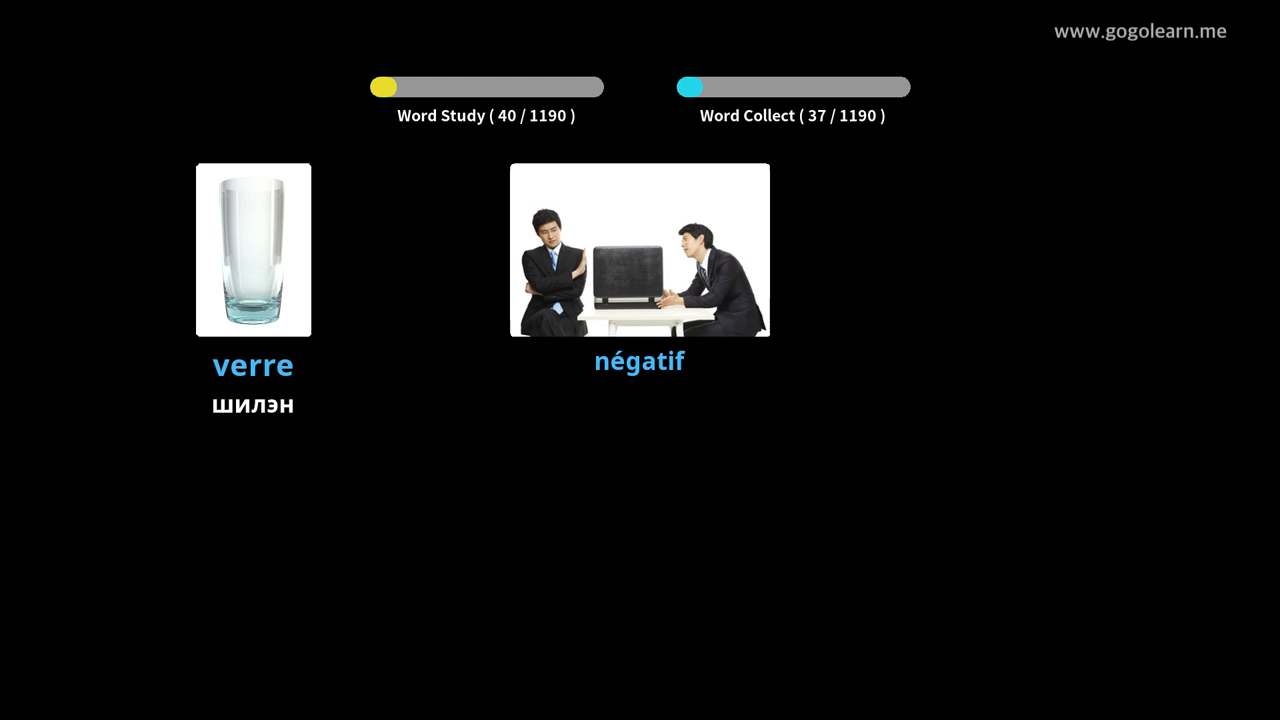 www.gogolearn.me
Word Study ( 40 / 1190 )
Word Collect ( 37 / 1190 )
verre
шилэн
négatif